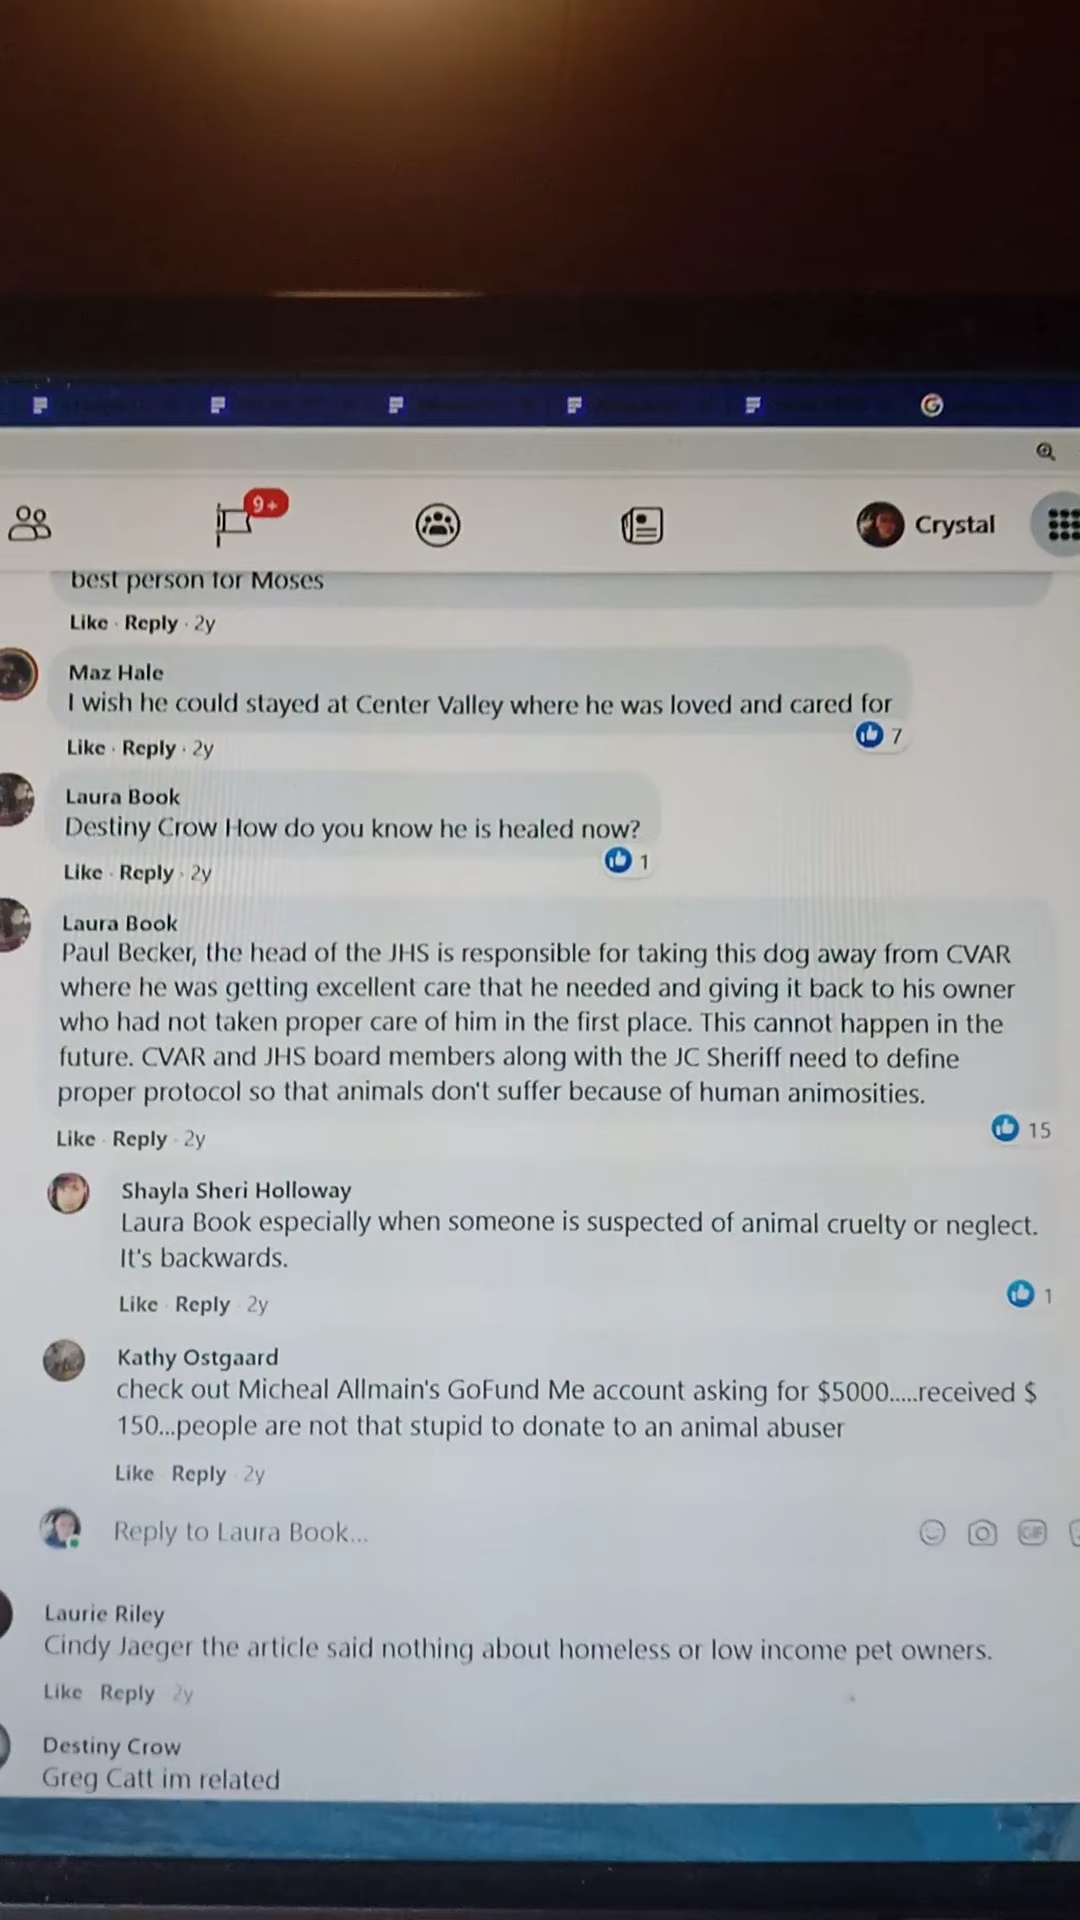 9+
Crystal
best person for Moses
Like · Reply · 2y
Maz Hale
I wish he could stayed at Center Valley where he was loved and cared for
7
Like · Reply · 2y
Laura Book
Destiny Crow How do you know he is healed now?
1
Like · Reply · 2y
Laura Book
Paul Becker, the head of the JHS is responsible for taking this dog away from CVAR
where he was getting excellent care that he needed and giving it back to his owner
who had not taken proper care of him in the first place. This cannot happen in the
future. CVAR and JHS board members along with the JC Sheriff need to define
proper protocol so that animals don't suffer because of human animosities.
15
Like · Reply · 2y
Shayla Sheri Holloway
Laura Book especially when someone is suspected of animal cruelty or neglect.
It's backwards.
Like · Reply · 2y
1
Kathy Ostgaard
check out Micheal Allmain's GoFund Me account asking for $5000.....received $
150...people are not that stupid to donate to an animal abuser
Like Reply · 2y
Reply to Laura Book...
GIF
Laurie Riley
Cindy Jaeger the article said nothing about homeless or low income pet owners.
Like Reply 2y
Destiny Crow
Greg Catt im related